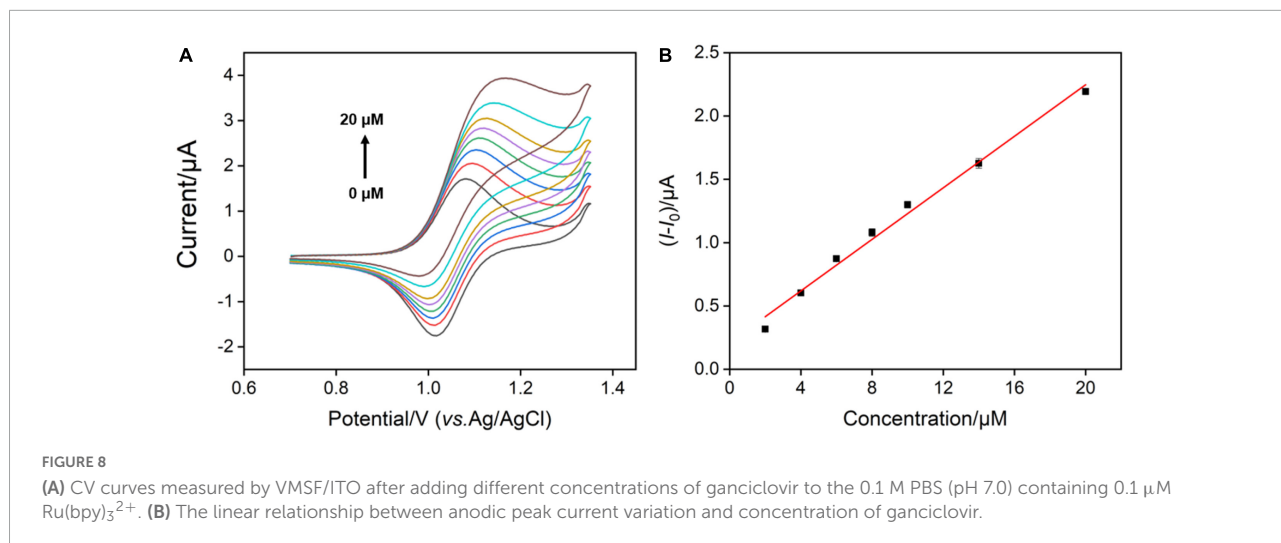 A
B
Current/µA
4
3
2
1
0
-1
-2
20 µM
0 µM
0.6
0.8
1.0
1.2
1.4
Potential/V (vs.Ag/AgCl)
(I-I₀)/µA
2.5
2.0
1.5
1.0
0.5
0.0
0
4
8
12
16
20
Concentration/µM
FIGURE 8
(A) CV curves measured by VMSF/ITO after adding different concentrations of ganciclovir to the 0.1 M PBS (pH 7.0) containing 0.1 µM
Ru(bpy)₃²⁺. (B) The linear relationship between anodic peak current variation and concentration of ganciclovir.